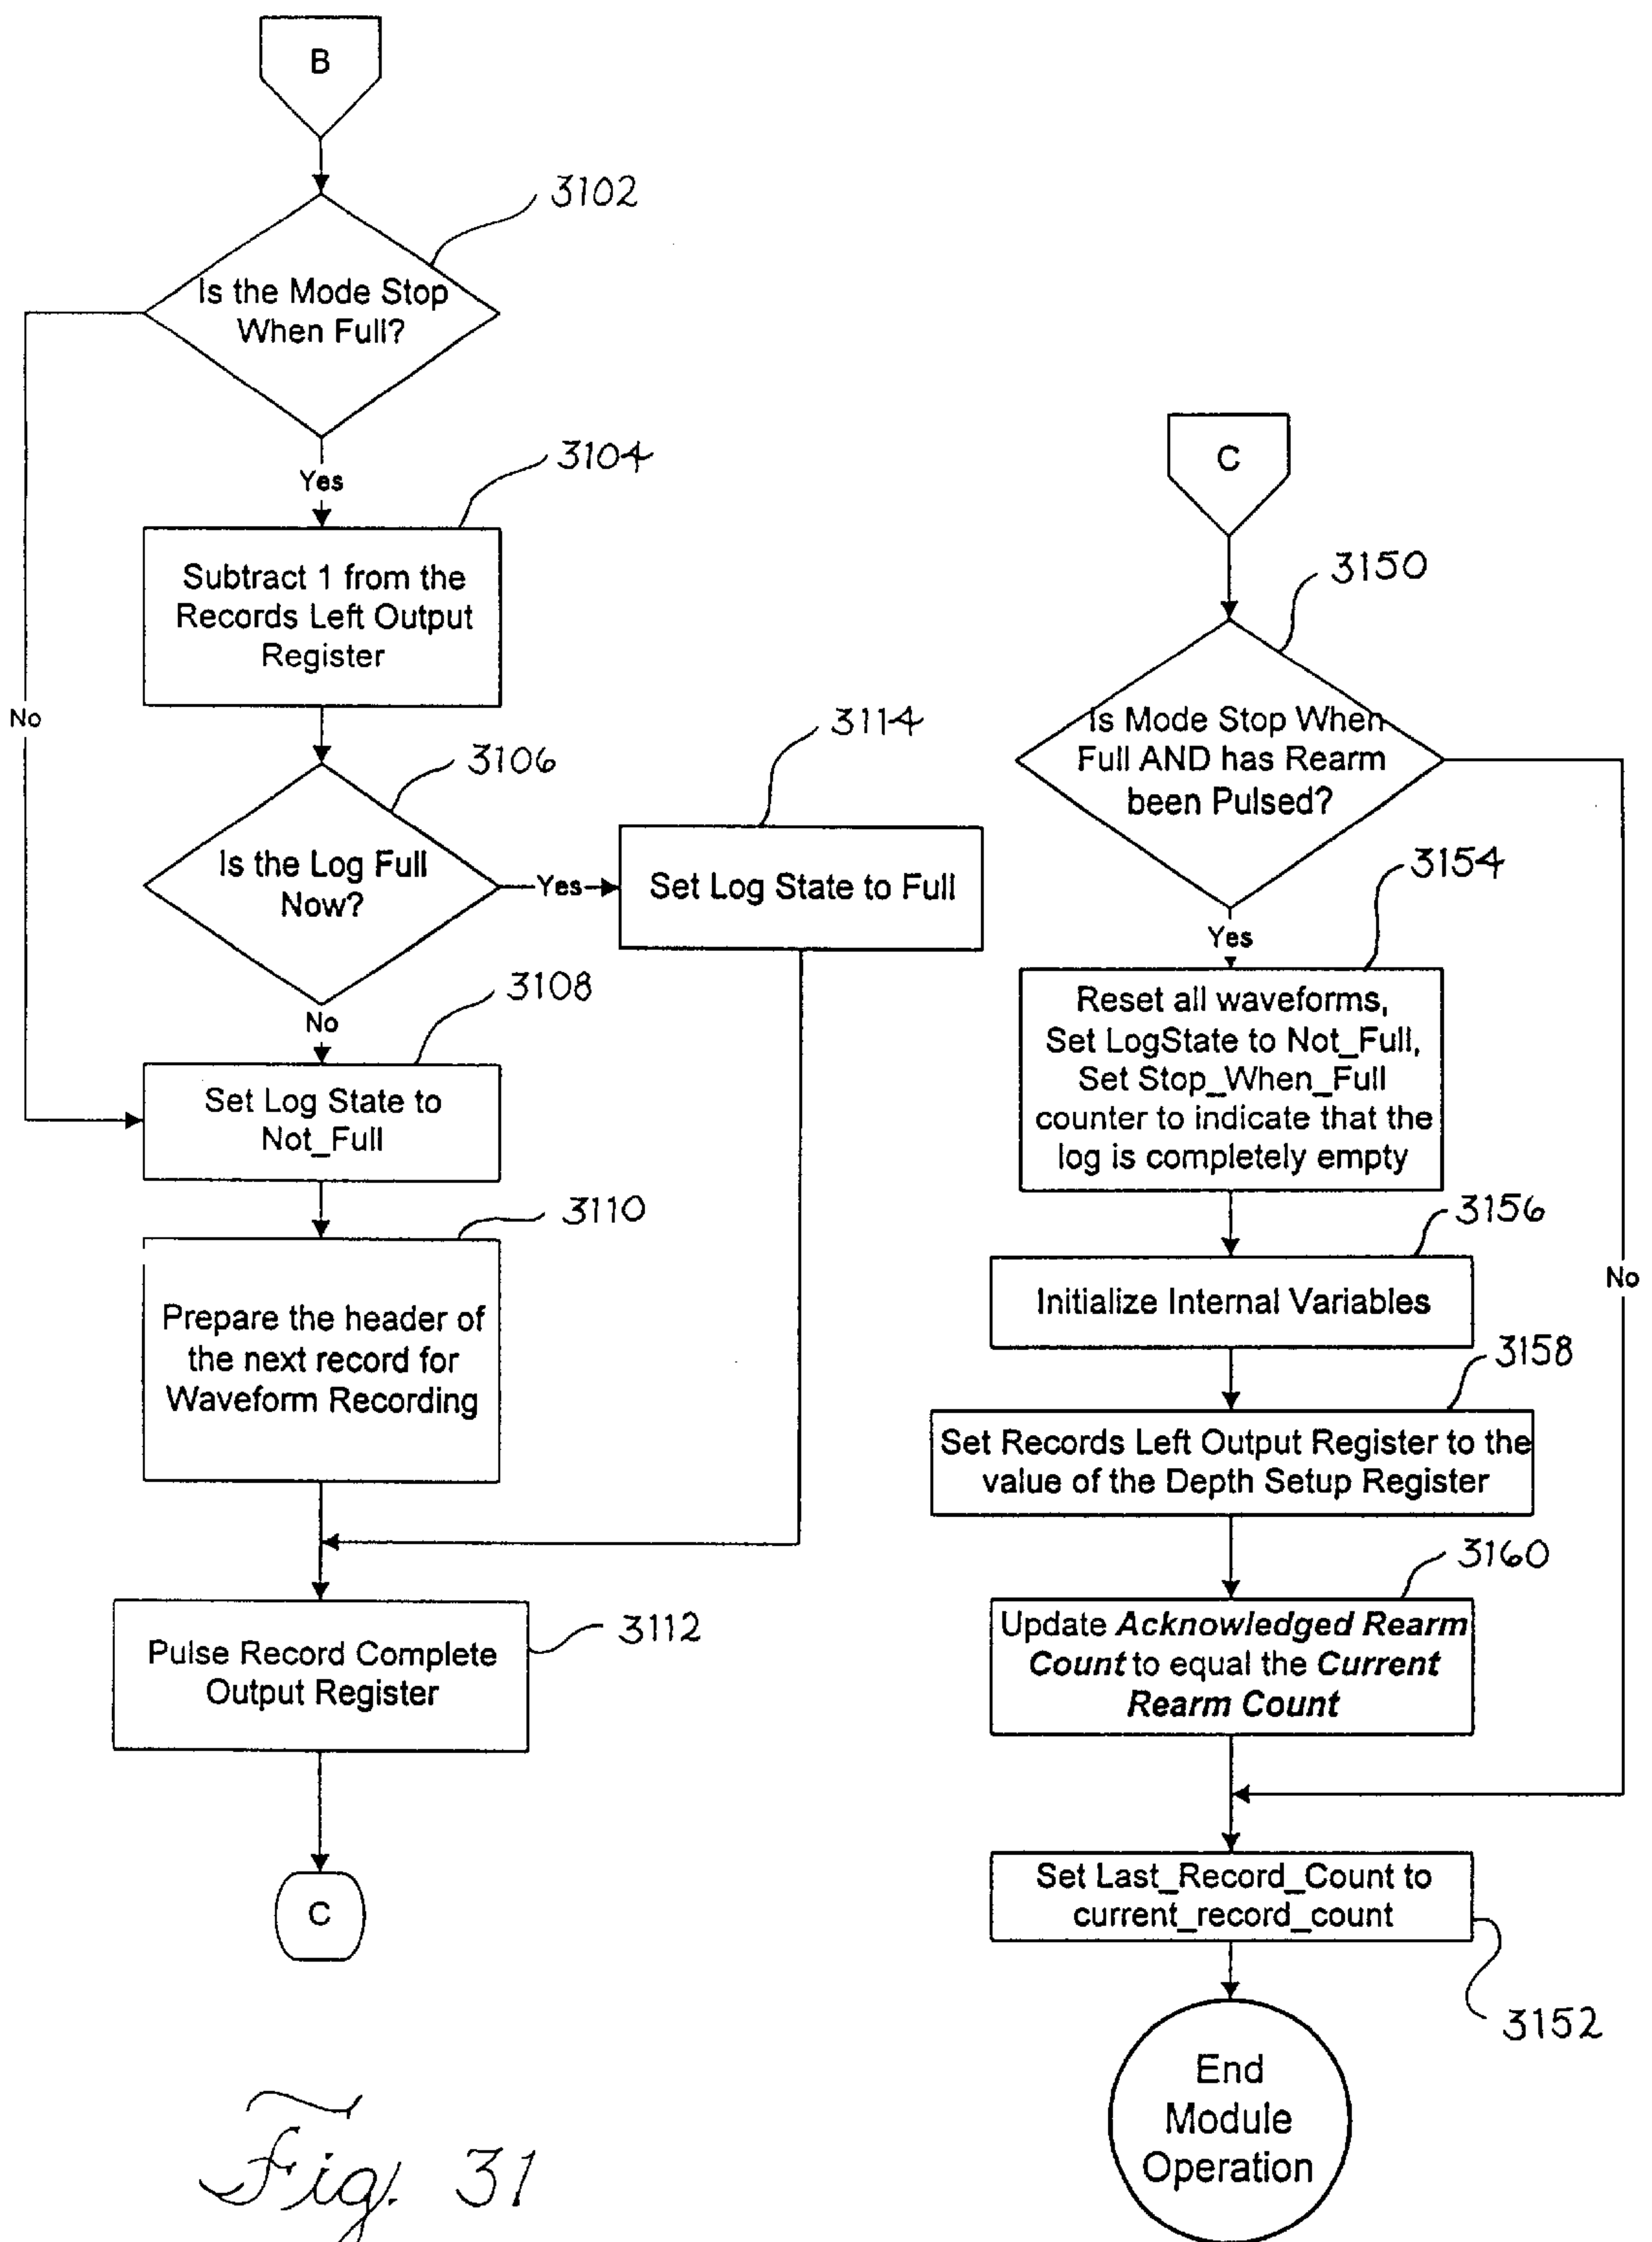 B
3102
Is the Mode Stop
When Full?
Yes
3104
Subtract 1 from the
Records Left Output
Register
No
3106
Is the Log Full
Now?
Yes
3114
Set Log State to Full
No
3108
Set Log State to
Not_Full
3110
Prepare the header of
the next record for
Waveform Recording
3112
Pulse Record Complete
Output Register
C
C
3150
Is Mode Stop When
Full AND has Rearm
been Pulsed?
3154
Yes
Reset all waveforms,
Set LogState to Not_Full,
Set Stop_When_Full
counter to indicate that the
log is completely empty
3156
Initialize Internal Variables
No
3158
Set Records Left Output Register to the
value of the Depth Setup Register
3160
Update Acknowledged Rearm
Count to equal the Current
Rearm Count
Set Last_Record_Count to
current_record_count
3152
End
Module
Operation
Fig. 31